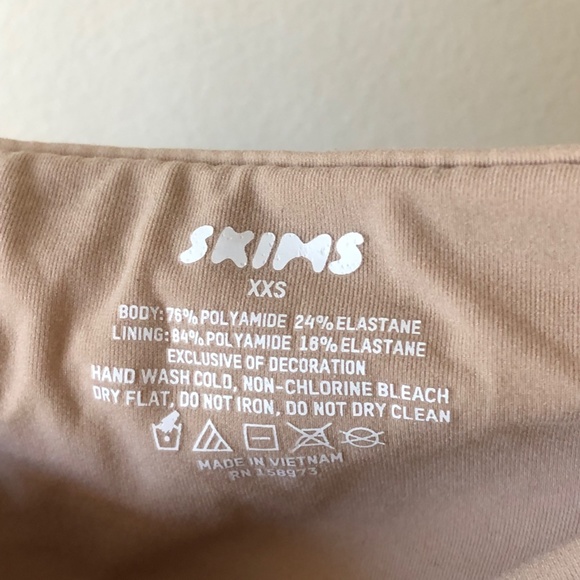 SKIMS
XXS
BODY: 76% POLYAMIDE 24% ELASTANE
LINING: 84% POLYAMIDE 18% ELASTANE
EXCLUSIVE OF DECORATION
HAND WASH COLD, NON-CHLORINE BLEACH
DRY FLAT, DO NOT IRON, DO NOT DRY CLEAN
MADE IN VIETNAM
RN 158973